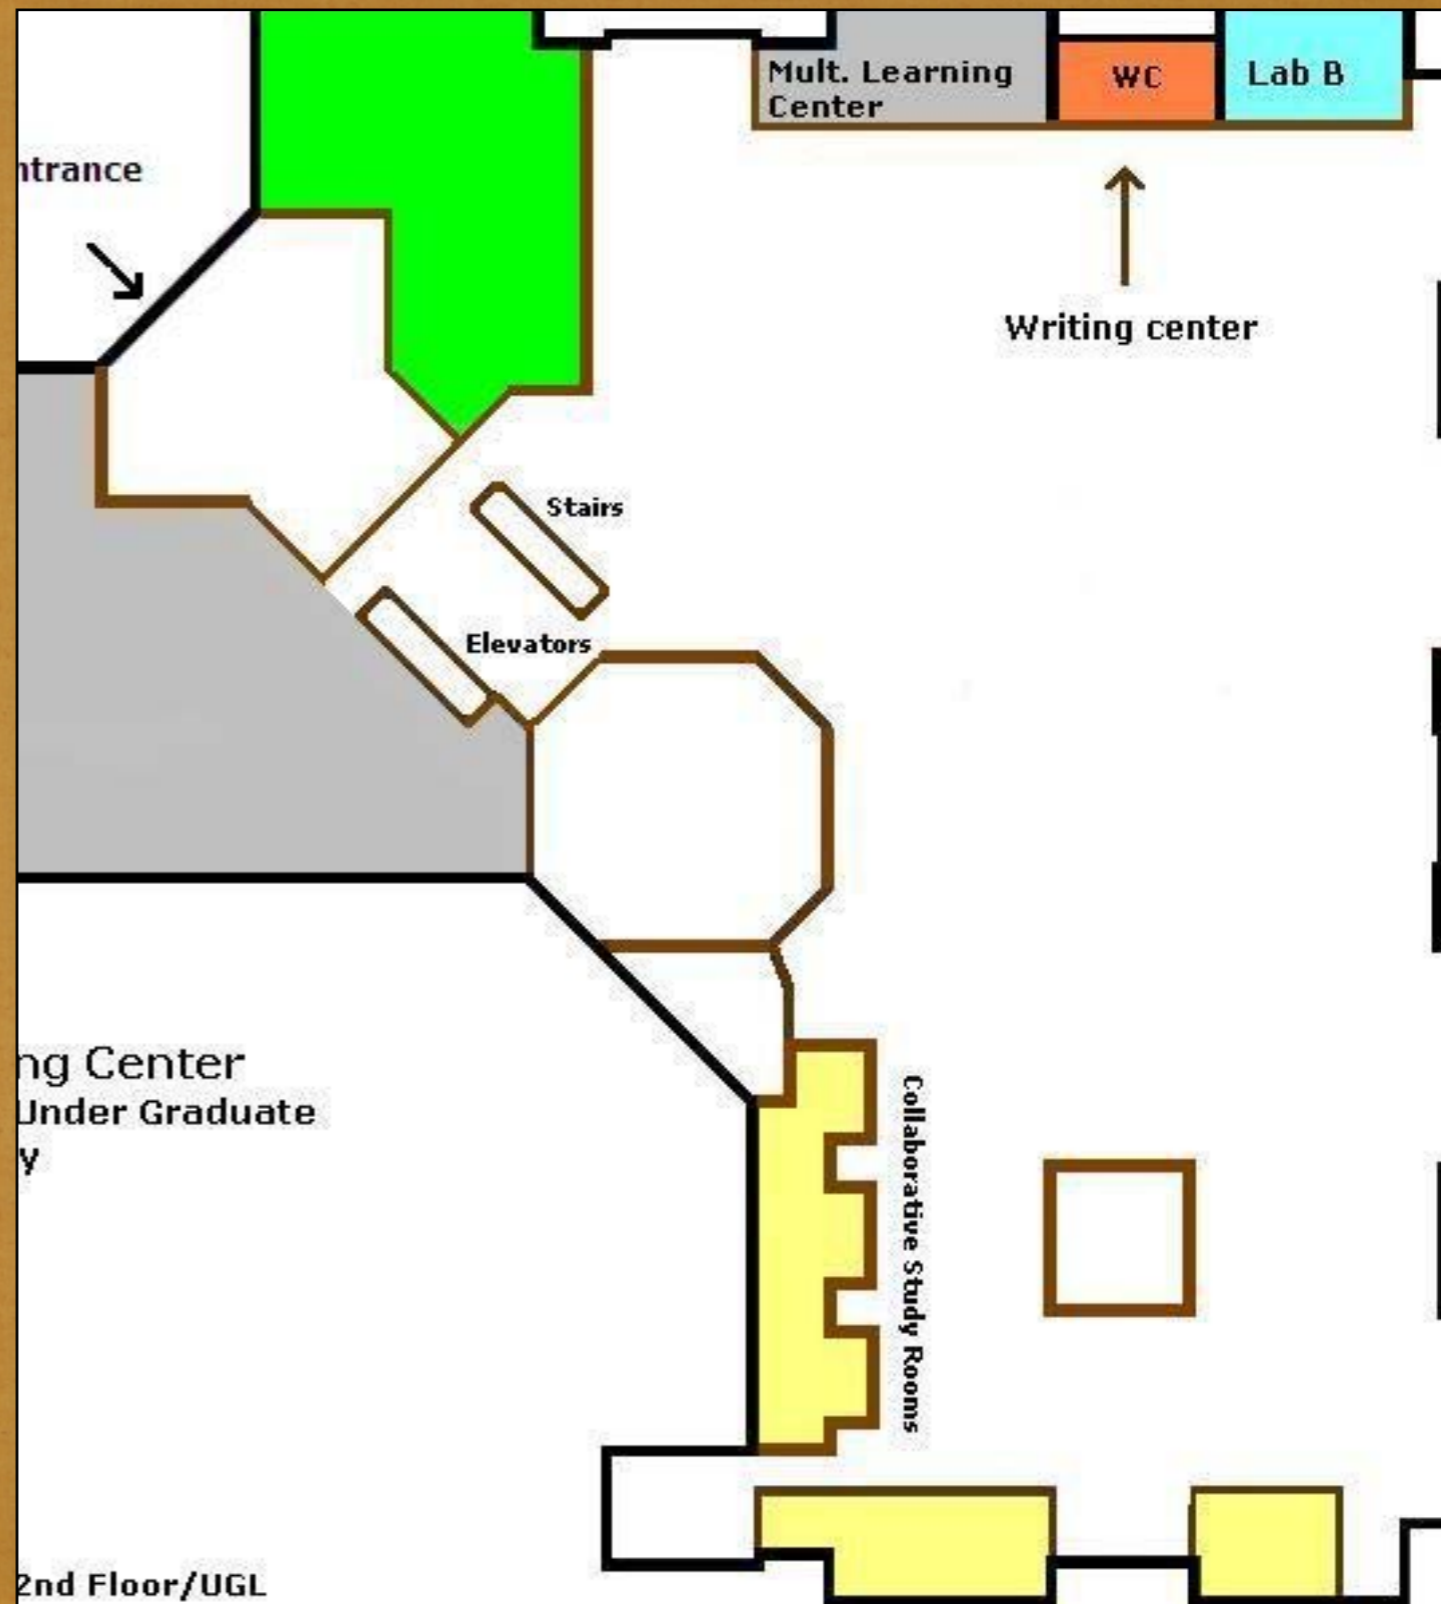 Mult. Learning
Center
WC
Lab B
ntrance
Writing center
Stairs
Elevators
ng Center
Under Graduate
y
Collaborative Study Rooms
2nd Floor/UGL